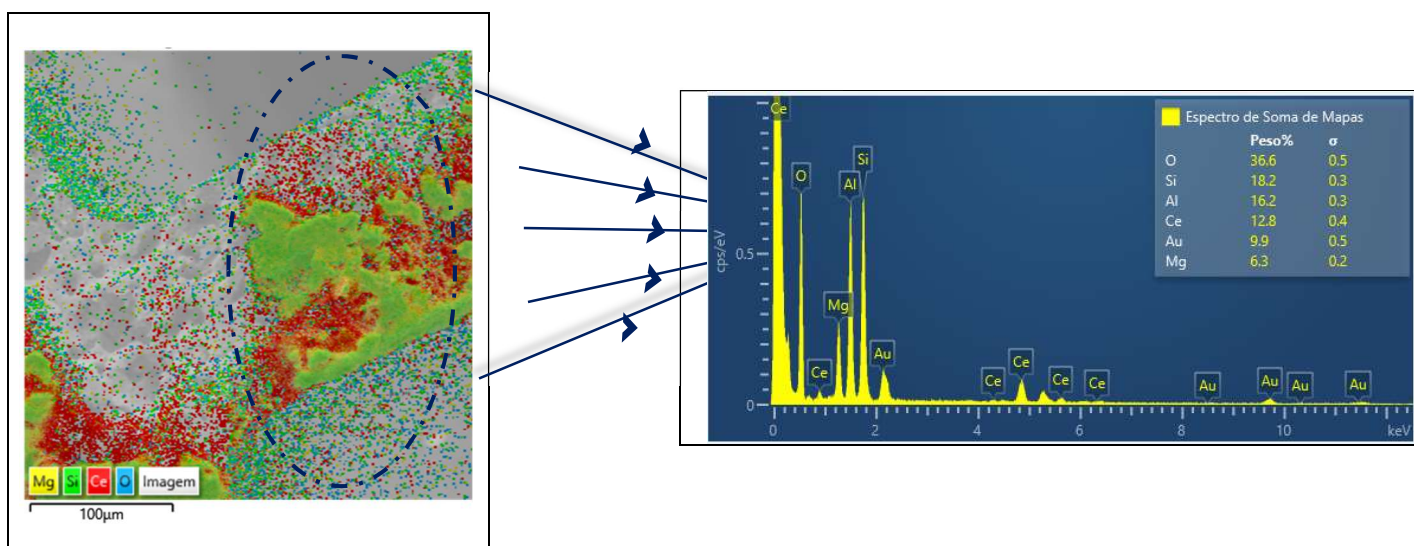 Mg Si Ce O Imagem
100μm
Espectro de Soma de Mapas
Peso% σ
O 36.6 0.5
Si 18.2 0.3
Al 16.2 0.3
Ce 12.8 0.4
Au 9.9 0.5
Mg 6.3 0.2
Ce
Si
O Al
Mg
Au
Ce Ce Ce Ce Ce Au Au Au Au
cps/eV
0.5
0
0 2 4 6 8 10 keV